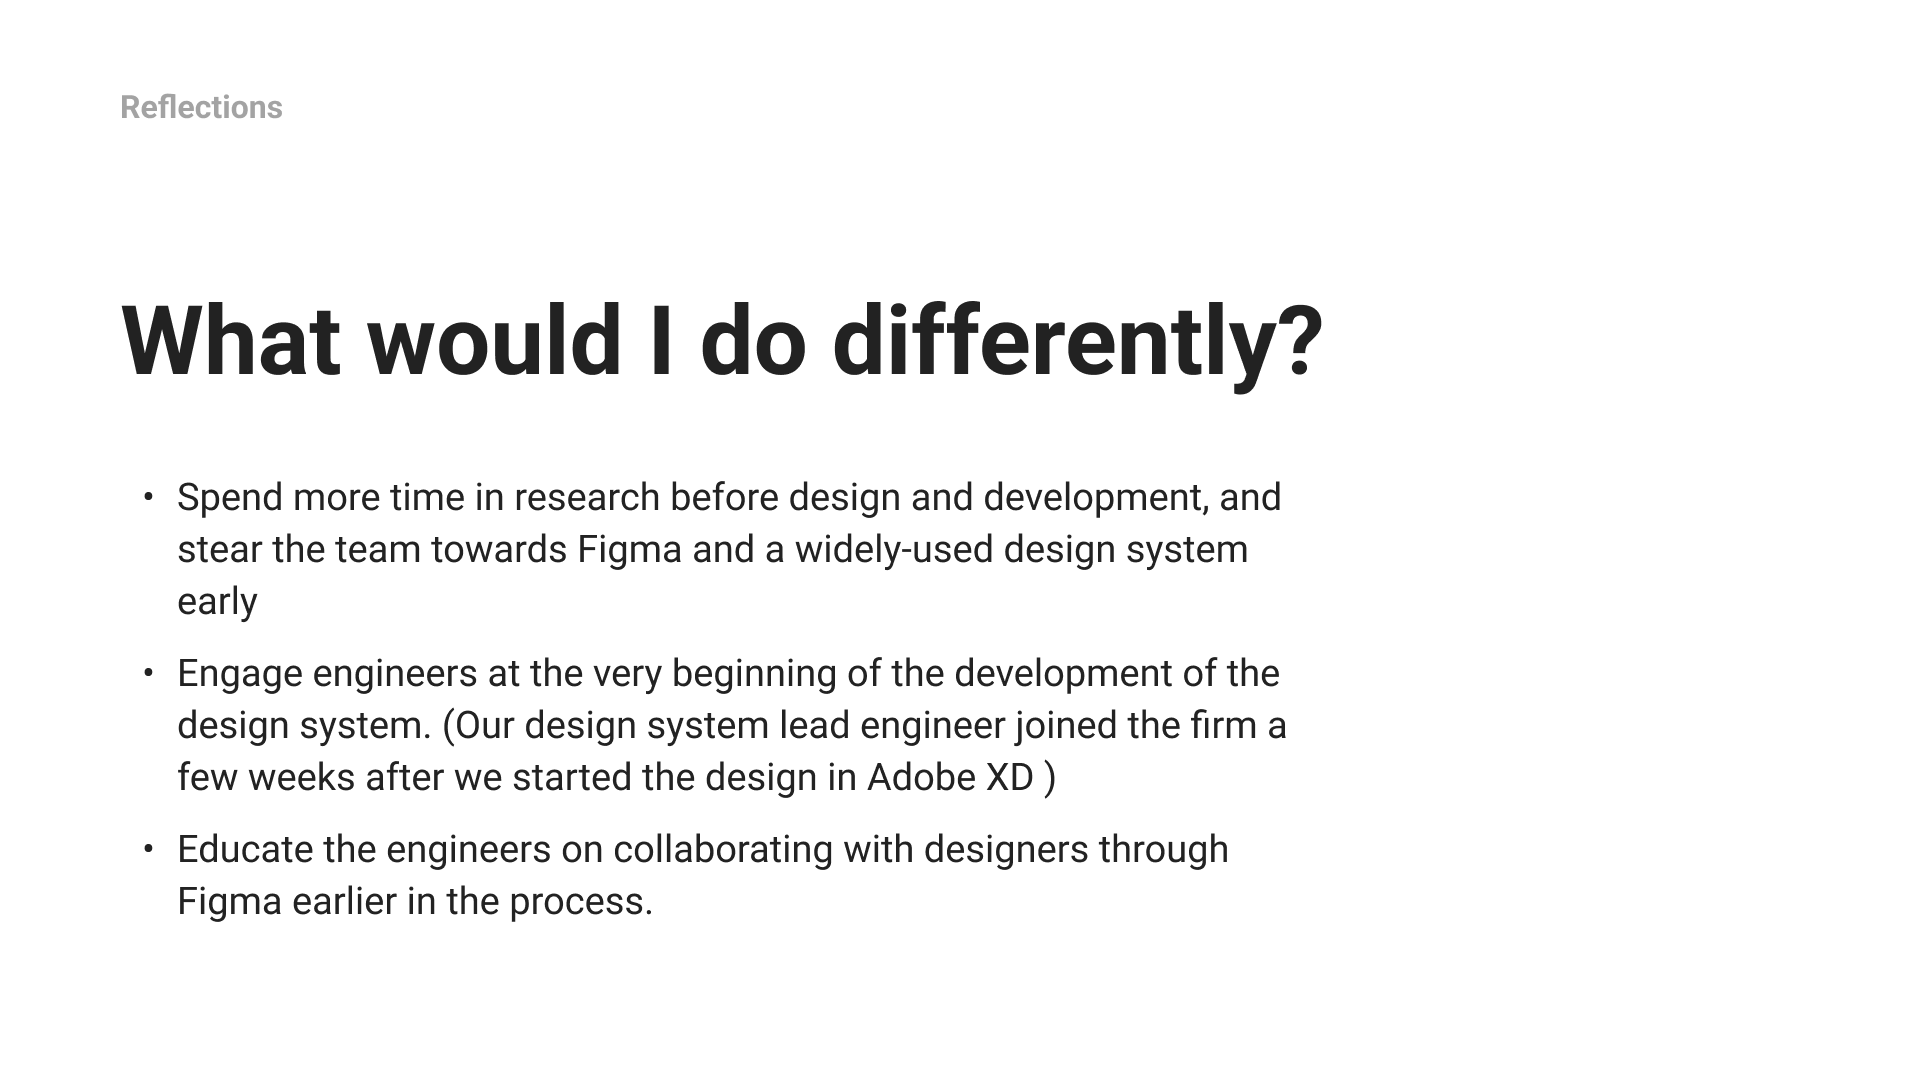 Reflections
What would I do differently?
• Spend more time in research before design and development, and
stear the team towards Figma and a widely-used design system
early
• Engage engineers at the very beginning of the development of the
design system. (Our design system lead engineer joined the firm a
few weeks after we started the design in Adobe XD )
• Educate the engineers on collaborating with designers through
Figma earlier in the process.